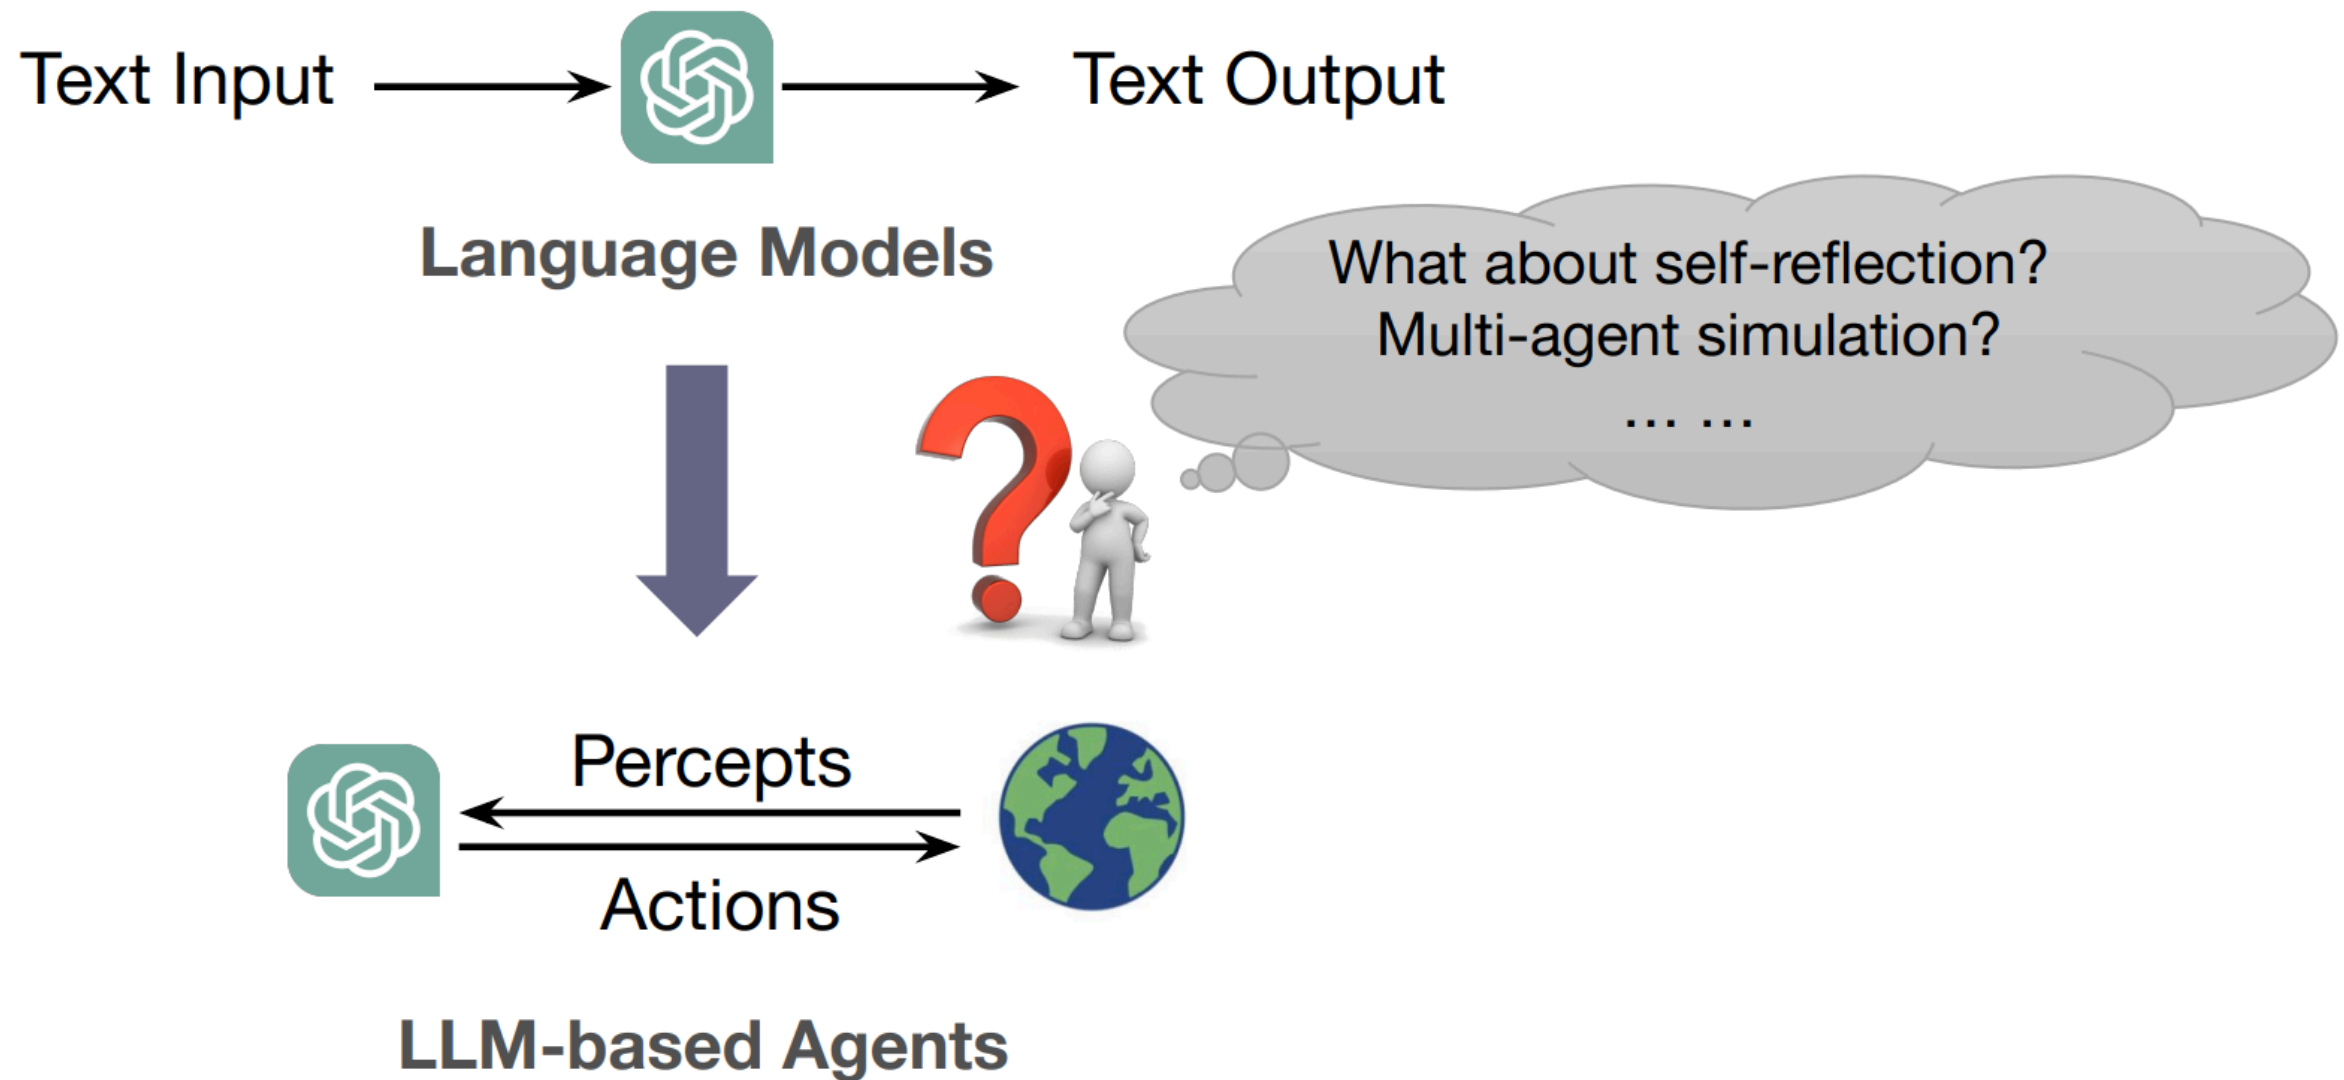 Text Input
Text Output
Language Models
What about self-reflection?
Multi-agent simulation?
... ...
Percepts
Actions
LLM-based Agents